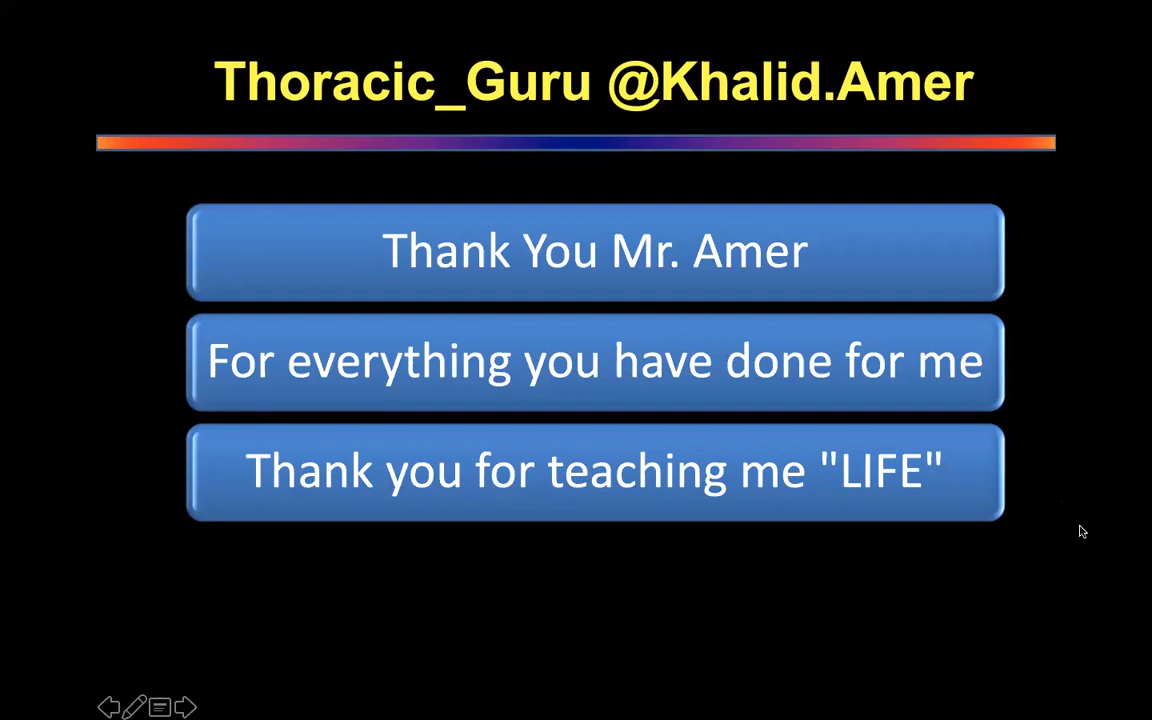 Thoracic_Guru @Khalid.Amer
Thank You Mr. Amer
For everything you have done for me
Thank you for teaching me "LIFE"